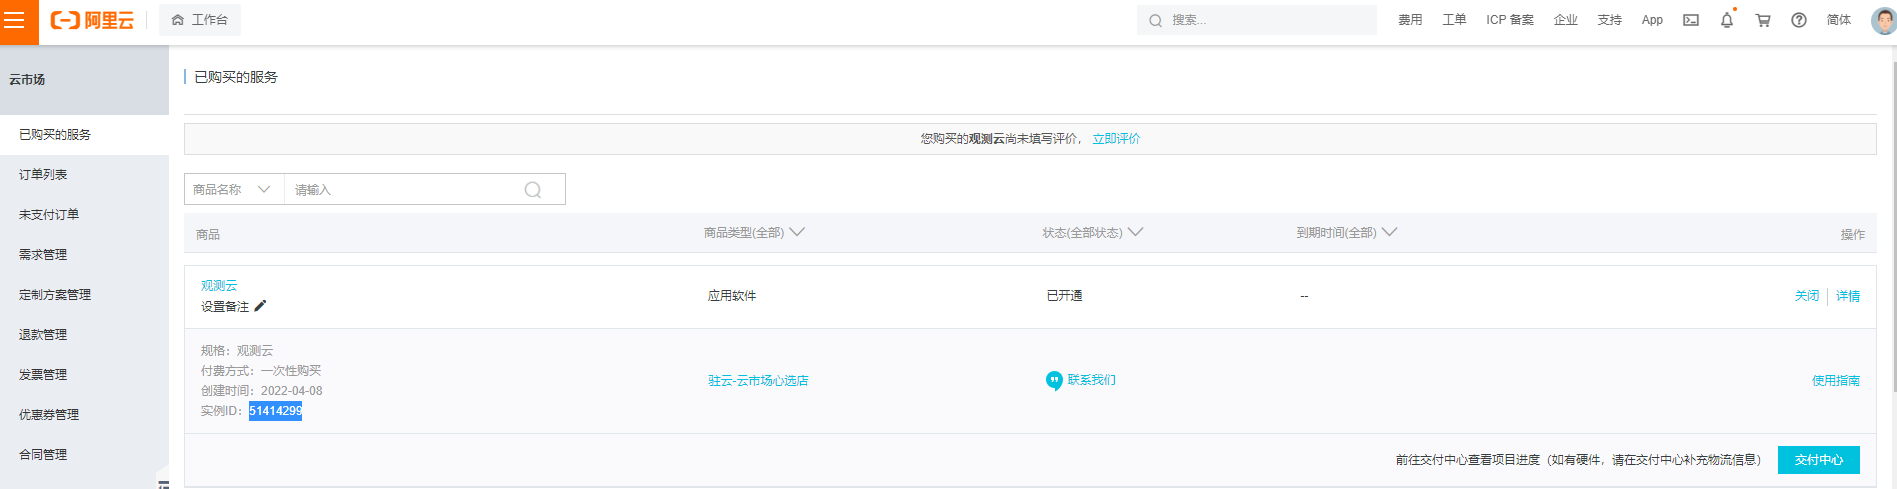 阿里云
工作台
搜索...
费用 工单 ICP 备案 企业 支持 App 简体
云市场
已购买的服务
订单列表
未支付订单
需求管理
定制方案管理
退款管理
发票管理
优惠券管理
合同管理
已购买的服务
您购买的观测云尚未填写评价， 立即评价
商品名称 请输入
商品 商品类型(全部) 状态(全部状态) 到期时间(全部) 操作
观测云
设置备注
应用软件 已开通 -- 关闭 详情
规格：观测云
付费方式：一次性购买
创建时间：2022-04-08
实例ID：51414299
驻云-云市场心选店 联系我们 使用指南
前往交付中心查看项目进度（如有硬件，请在交付中心补充物流信息） 交付中心